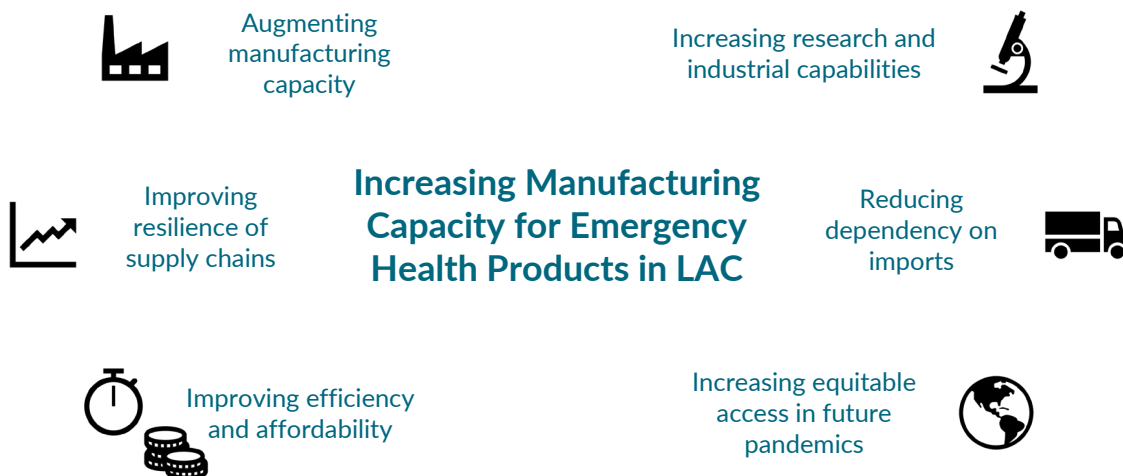 Augmenting
manufacturing
capacity
Increasing research and
industrial capabilities
Improving
resilience of
supply chains
Increasing Manufacturing
Capacity for Emergency
Health Products in LAC
Reducing
dependency on
imports
Improving efficiency
and affordability
Increasing equitable
access in future
pandemics